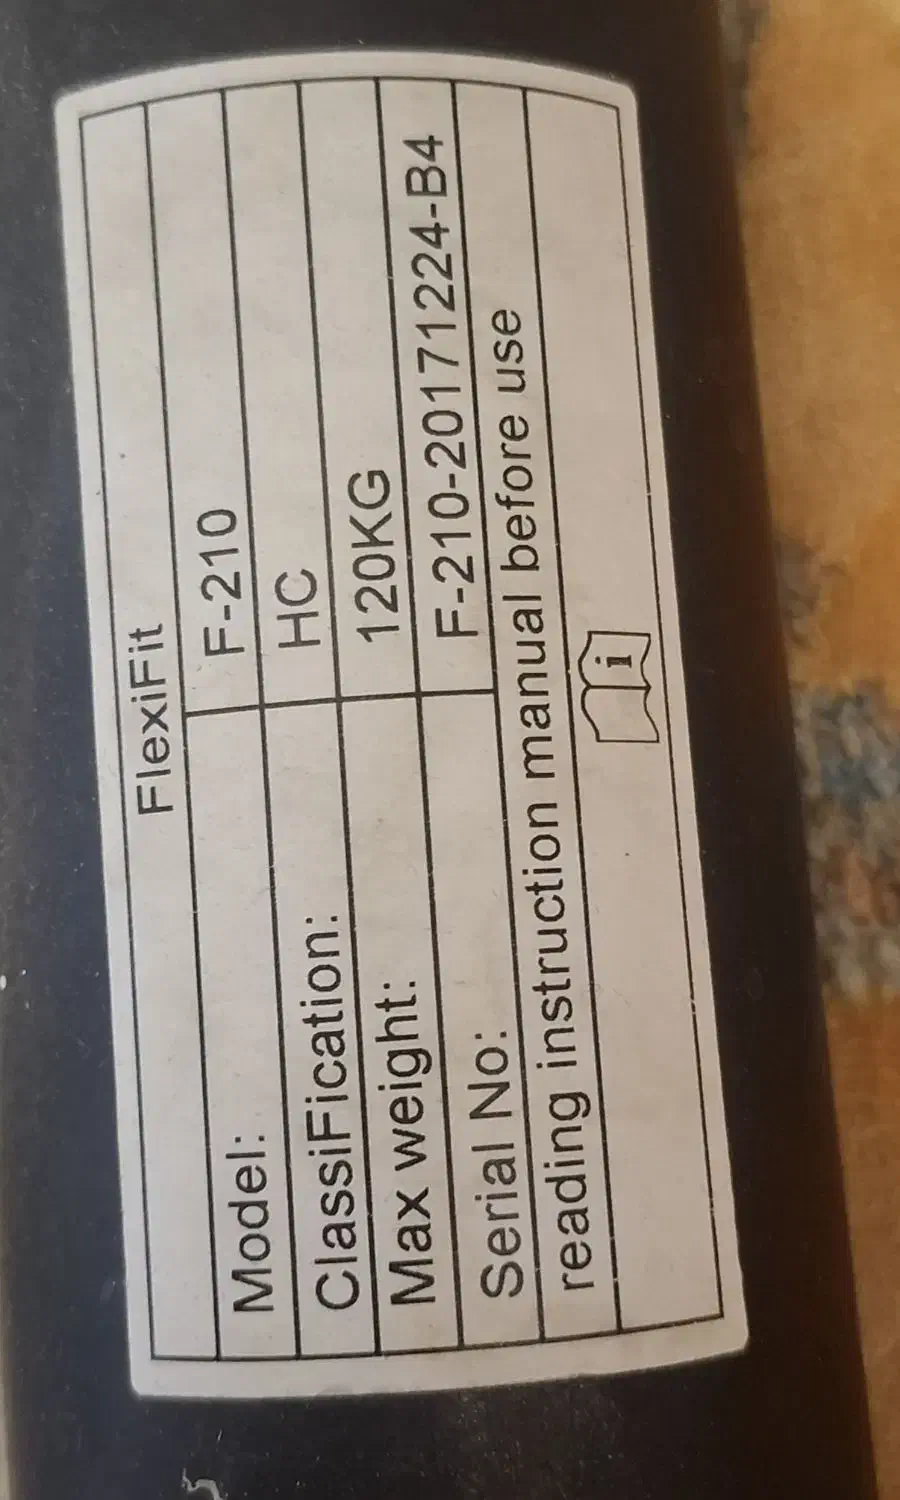 FlexiFit
Model: F-210
ClassiFication: HC
Max weight: 120KG
Serial No: F-210-20171224-B4
reading instruction manual before use
i